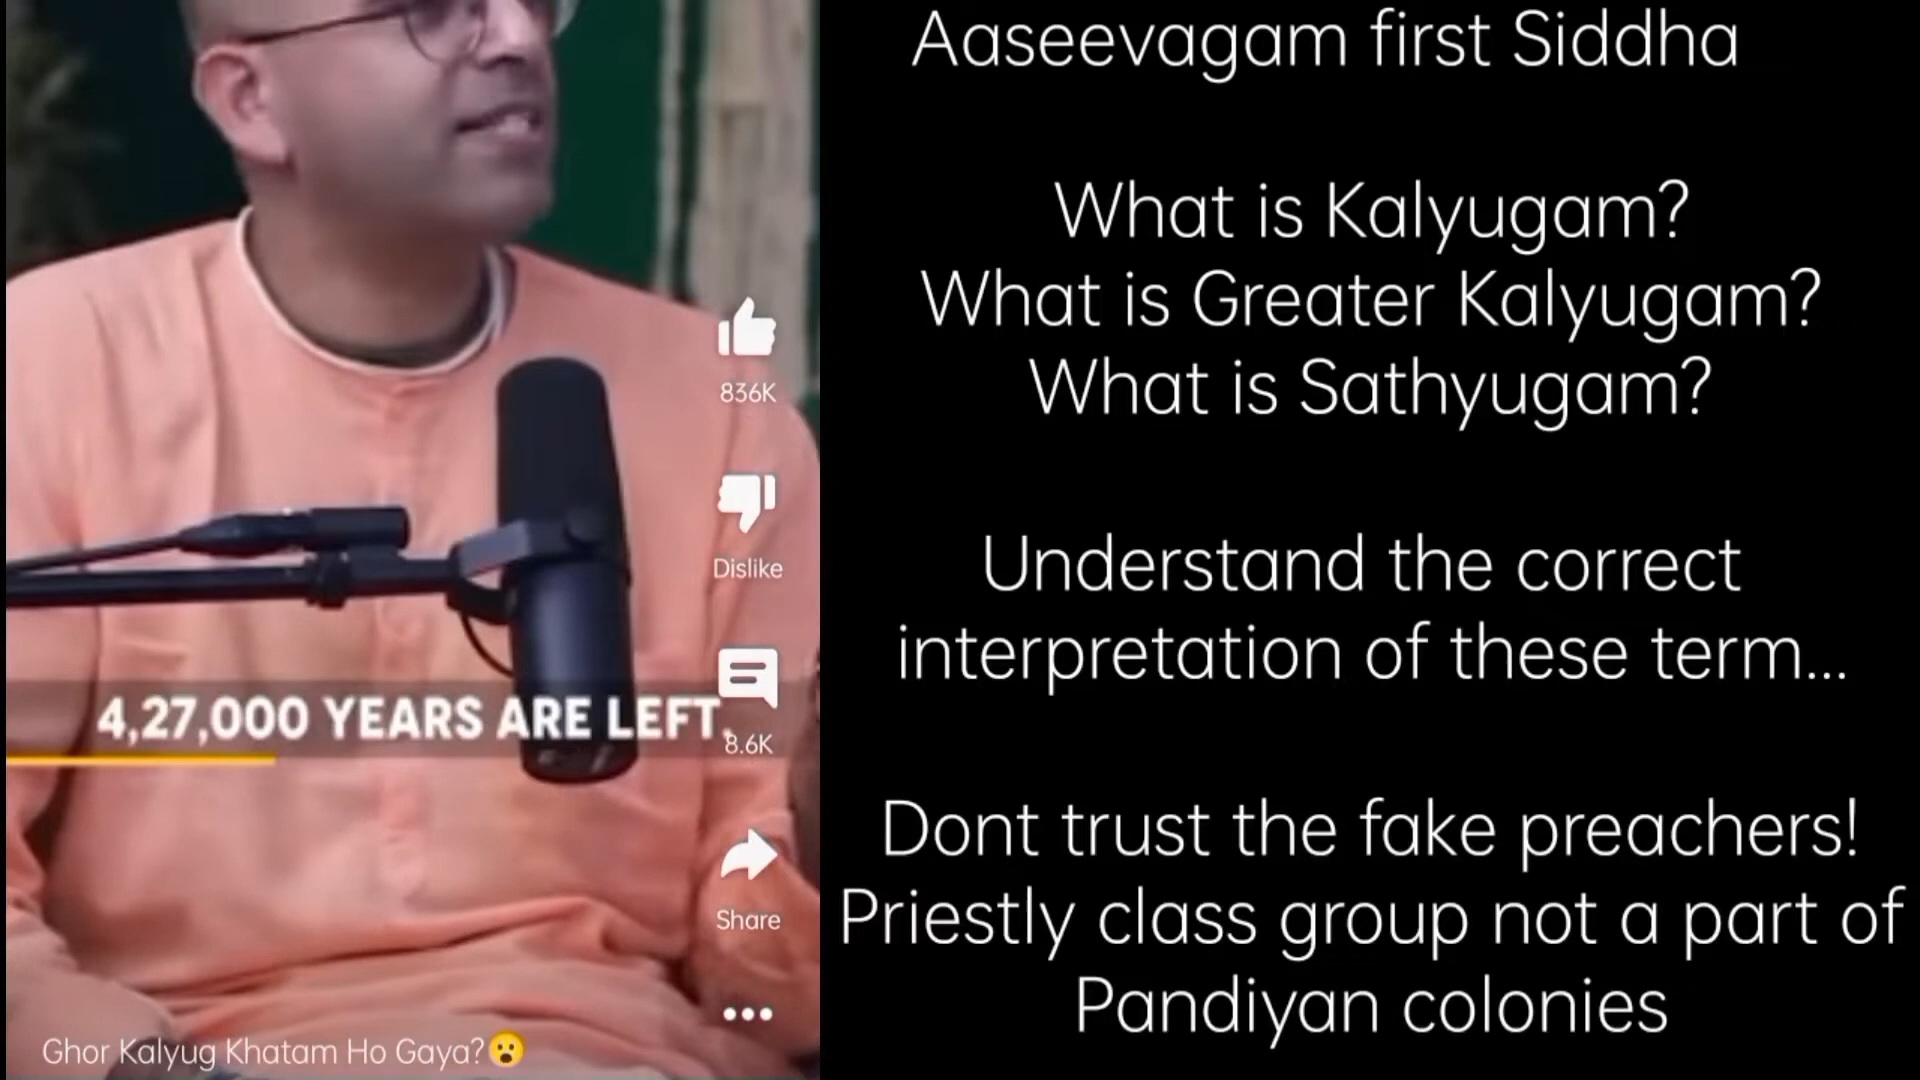 836K
Dislike
4,27,000 YEARS ARE LEFT.
8.6K
Share
Ghor Kalyug Khatam Ho Gaya?😮
Aaseevagam first Siddha
What is Kalyugam?
What is Greater Kalyugam?
What is Sathyugam?
Understand the correct
interpretation of these term...
Dont trust the fake preachers!
Priestly class group not a part of
Pandiyan colonies